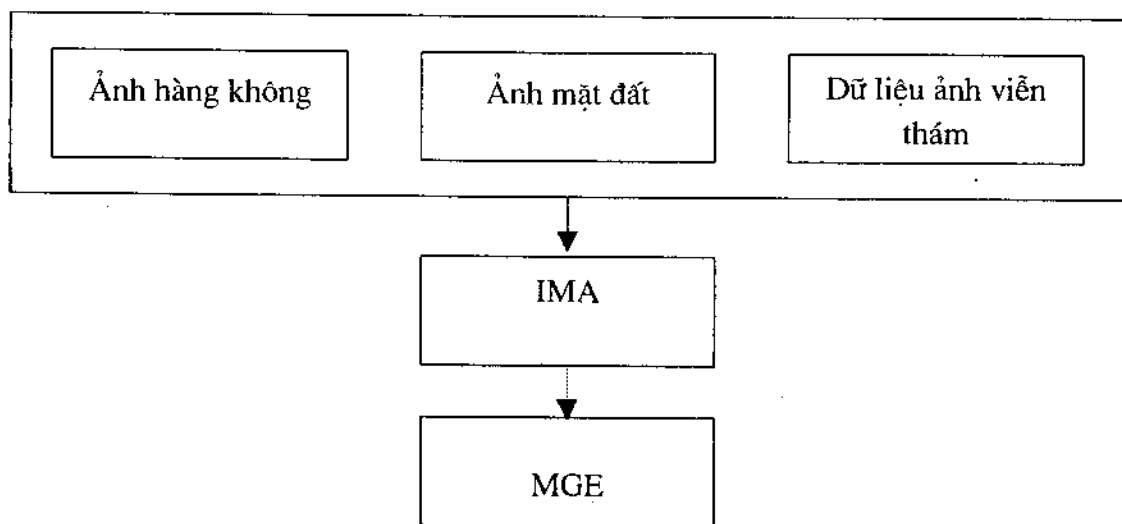 Ảnh hàng không
Ảnh mặt đất
Dữ liệu ảnh viễn
thám
IMA
MGE